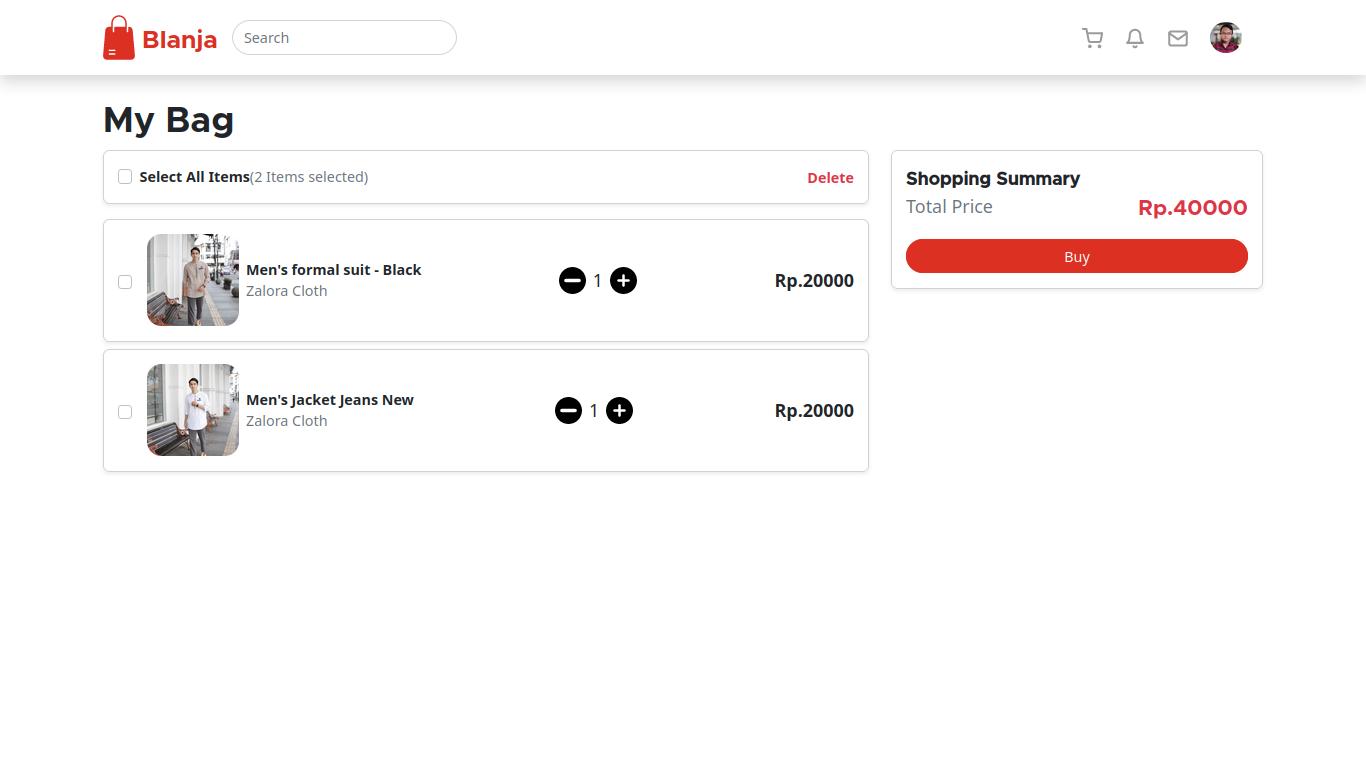 Blanja
Search
My Bag
Select All Items(2 Items selected)
Delete
Men's formal suit - Black
Zalora Cloth
1
Rp.20000
Men's Jacket Jeans New
Zalora Cloth
1
Rp.20000
Shopping Summary
Total Price
Rp.40000
Buy